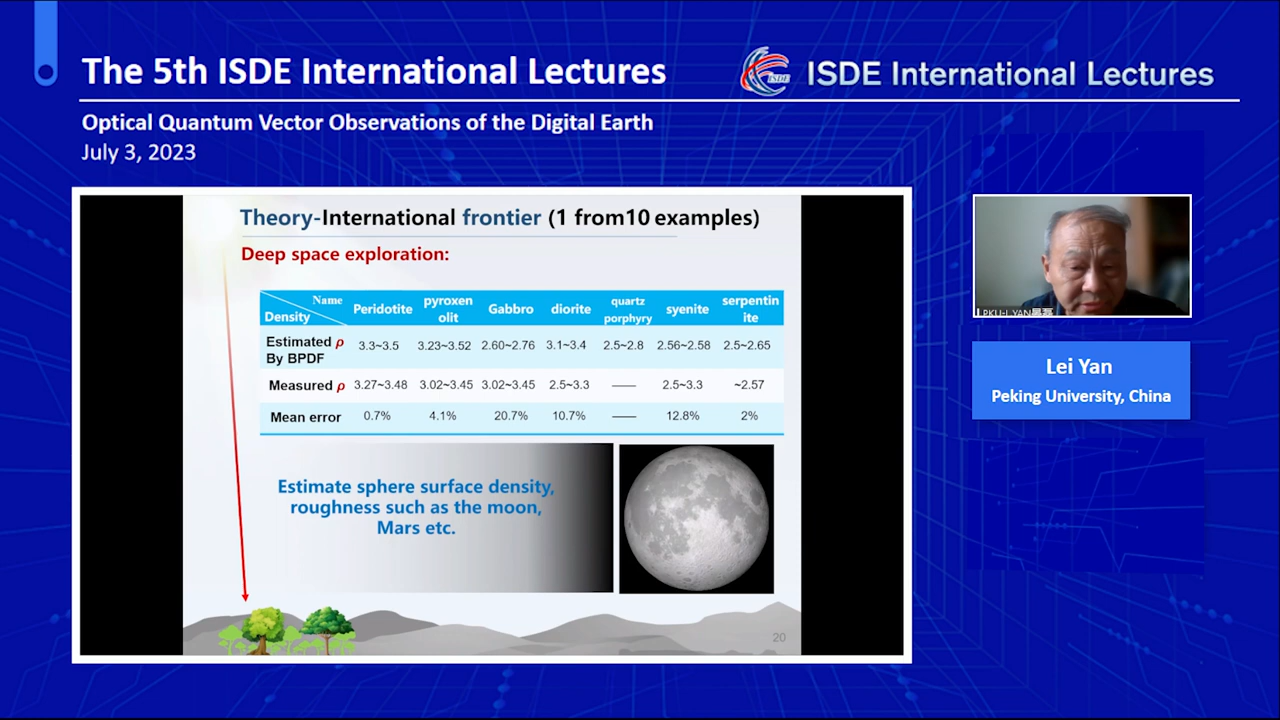 The 5th ISDE International Lectures
ISDE
ISDE International Lectures
Optical Quantum Vector Observations of the Digital Earth
July 3, 2023
Theory-International frontier (1 from10 examples)
Deep space exploration:
Name
Density
Peridotite
pyroxen
olit
Gabbro
diorite
quartz
porphyry
syenite
serpentin
ite
Estimated ρ
By BPDF
3.3~3.5
3.23~3.52
2.60~2.76
3.1~3.4
2.5~2.8
2.56~2.58
2.5~2.65
Measured ρ
3.27~3.48
3.02~3.45
3.02~3.45
2.5~3.3
——
2.5~3.3
~2.57
Mean error
0.7%
4.1%
20.7%
10.7%
——
12.8%
2%
Estimate sphere surface density,
roughness such as the moon,
Mars etc.
20
Lei Yan
Peking University, China